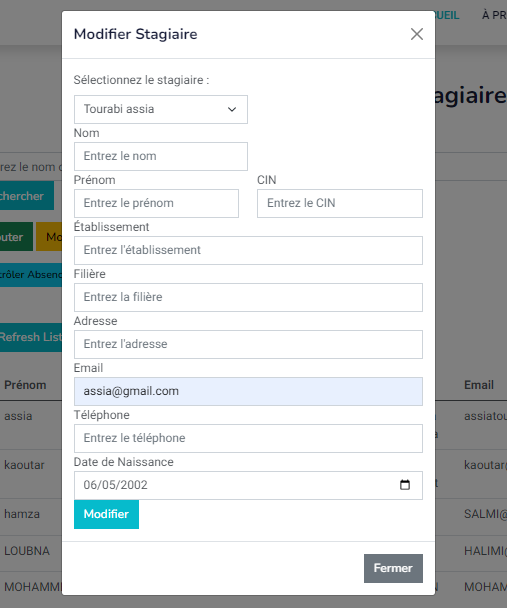 Modifier Stagiaire
CUEIL
À PR
Sélectionnez le stagiaire :
agiaire
Tourabi assia
Nom
Entrez le nom
rez le nom
Prénom
CIN
Entrez le prénom
Entrez le CIN
chercher
Établissement
outer
Mo
Entrez l'établissement
Filière
trôler Absenc
Entrez la filière
Adresse
Refresh List
Entrez l'adresse
Email
Prénom
assia@gmail.com
Email
Téléphone
assia
assiatou
Entrez le téléphone
Date de Naissance
kaoutar
kaoutar@
06/05/2002
hamza
Modifier
SALMI@
LOUBNA
HALIMI@
Fermer
MOHAMM
MOHAM